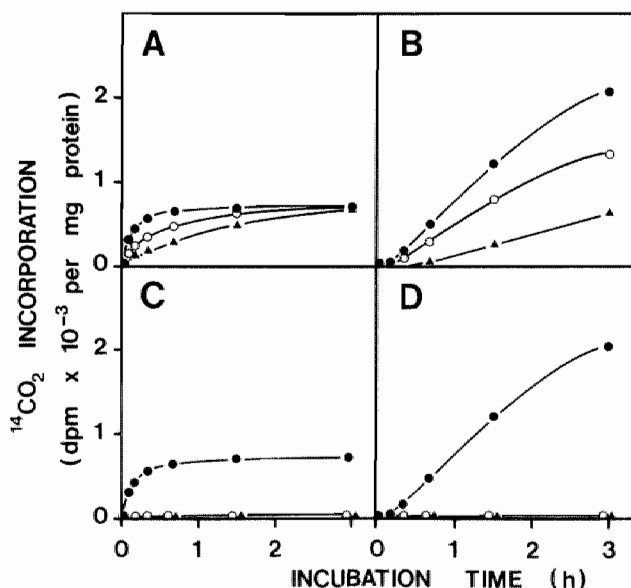 A
B
2
1
0
C
D
2
1
0
0
1
2
0
1
2
3
INCUBATION TIME (h)
¹⁴CO₂ INCORPORATION
(dpm x 10⁻³ per mg protein)